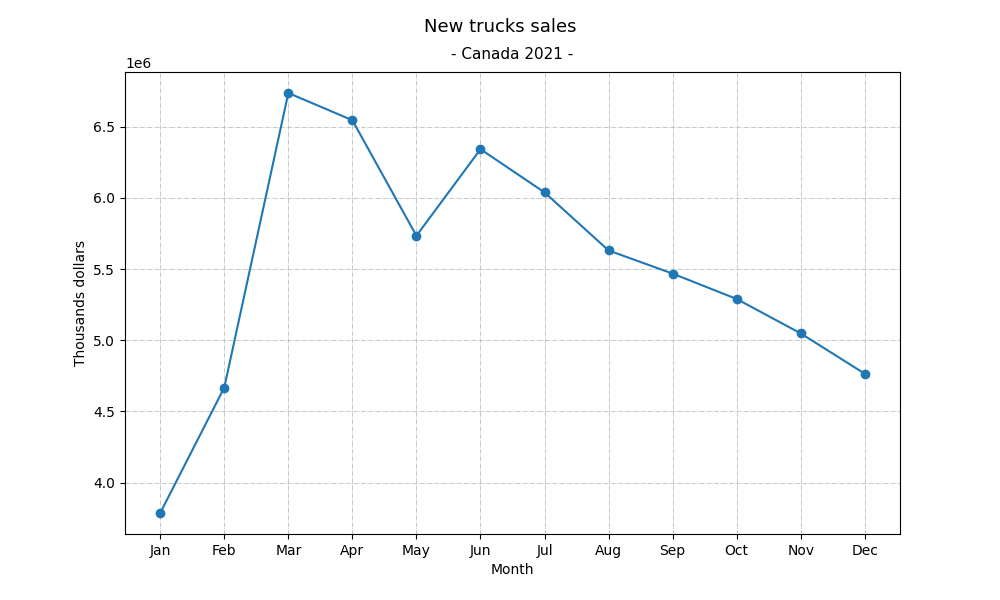 New trucks sales
- Canada 2021 -
1e6
6.5
6.0
5.5
5.0
4.5
4.0
Thousands dollars
Jan Feb Mar Apr May Jun Jul Aug Sep Oct Nov Dec
Month